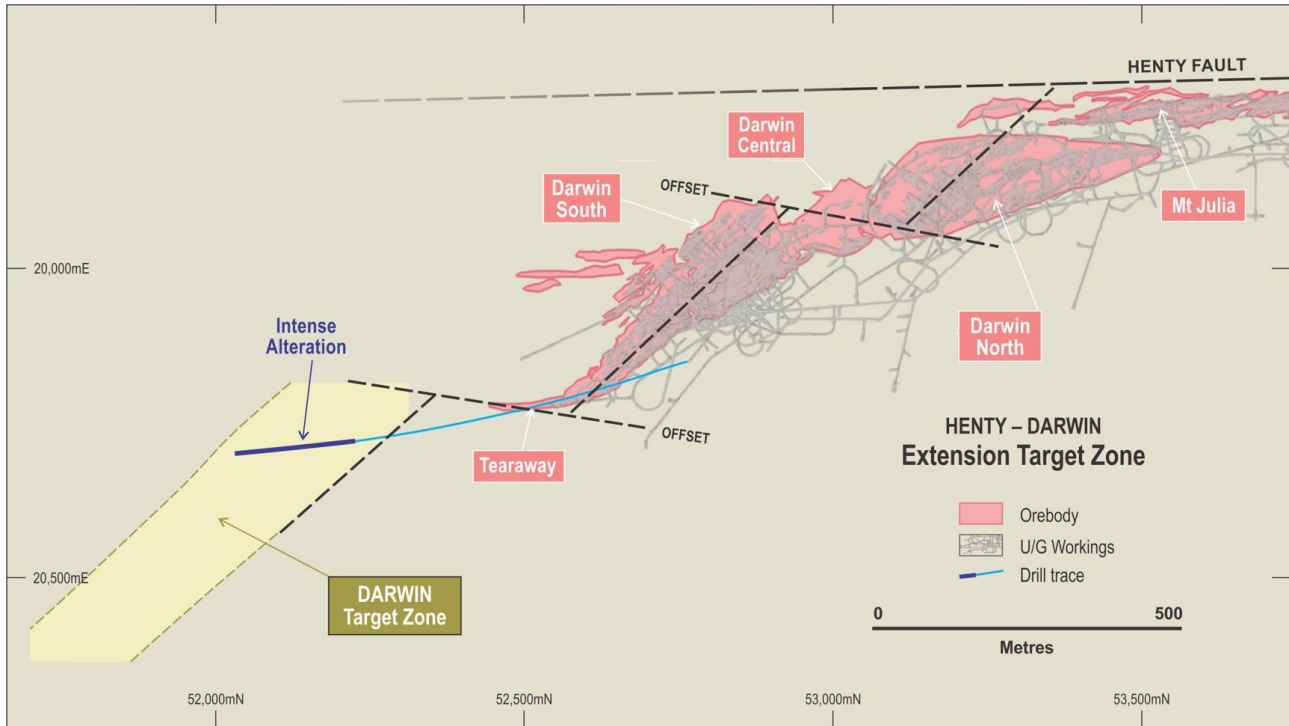 HENTY FAULT
Darwin
Central
Darwin
South
OFFSET
Mt Julia
20,000mE
Intense
Alteration
Darwin
North
OFFSET
Tearaway
HENTY – DARWIN
Extension Target Zone
Orebody
U/G Workings
Drill trace
20,500mE
DARWIN
Target Zone
0
500
Metres
52,000mN
52,500mN
53,000mN
53,500mN